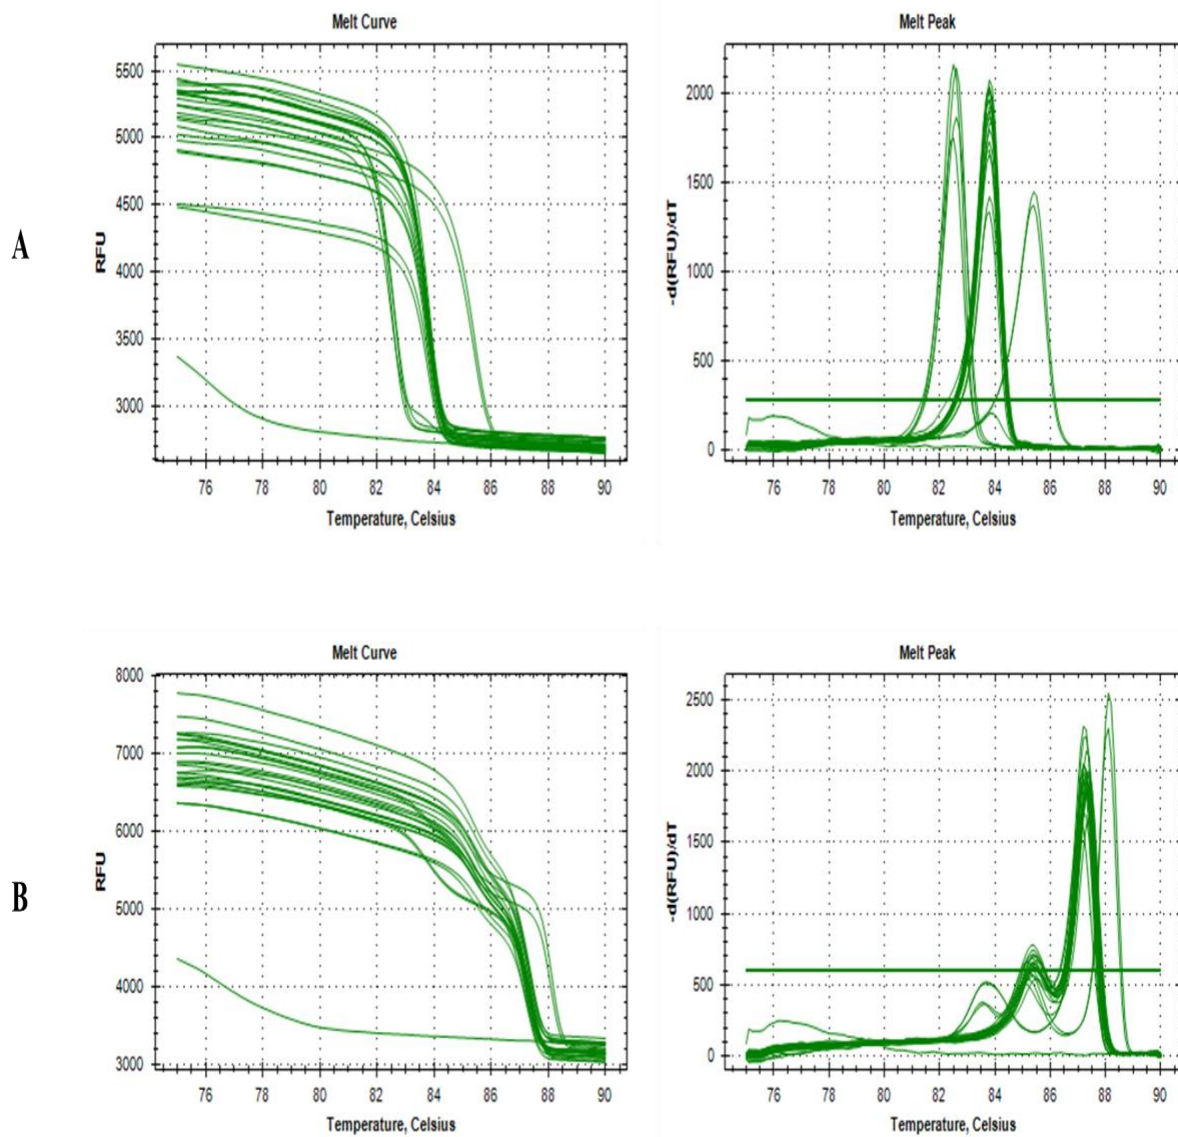 A
Melt Curve
RFU
5500
5000
4500
4000
3500
3000
76 78 80 82 84 86 88 90
Temperature, Celsius
Melt Peak
-d(RFU)/dT
2000
1500
1000
500
0
76 78 80 82 84 86 88 90
Temperature, Celsius
B
Melt Curve
RFU
8000
7000
6000
5000
4000
3000
76 78 80 82 84 86 88 90
Temperature, Celsius
Melt Peak
-d(RFU)/dT
2500
2000
1500
1000
500
0
76 78 80 82 84 86 88 90
Temperature, Celsius